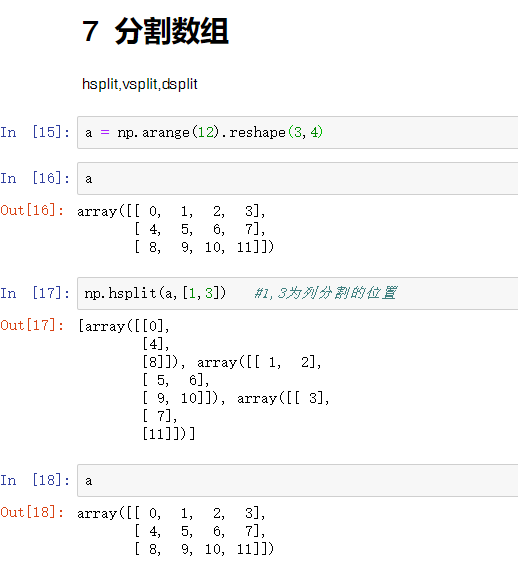 7 分割数组
hsplit,vsplit,dsplit
In [15]: a = np.arange(12).reshape(3,4)
In [16]: a
Out[16]: array([[ 0, 1, 2, 3],
[ 4, 5, 6, 7],
[ 8, 9, 10, 11]])
In [17]: np.hsplit(a,[1,3]) #1,3为列分割的位置
Out[17]: [array([[0],
[4],
[8]]), array([[ 1, 2],
[ 5, 6],
[ 9, 10]]), array([[ 3],
[ 7],
[11]])]
In [18]: a
Out[18]: array([[ 0, 1, 2, 3],
[ 4, 5, 6, 7],
[ 8, 9, 10, 11]])